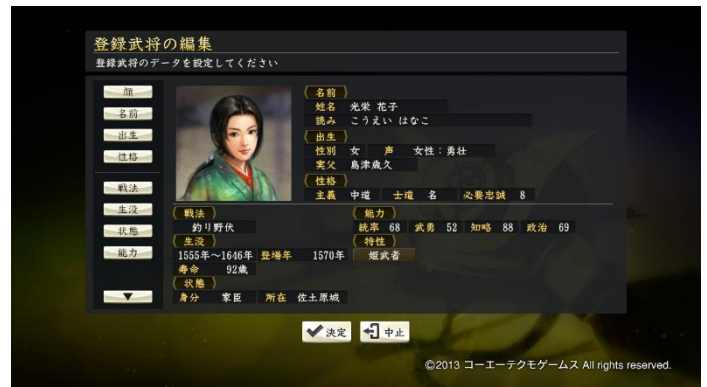 登録武将の編集
登録武将のデータを設定してください
顔
名前
出生
性格
戦法
生没
状態
能力
▼
名前
姓名 光栄 花子
読み こうえい はなこ
出生
性別 女 声 女性:勇壮
実父 島津歳久
性格
主義 中道 士道 名 必要忠誠 8
戦法
釣り野伏
能力
統率 68 武勇 52 知略 88 政治 69
生没
1555年~1646年 登場年 1570年
寿命 92歳
特性
姫武者
状態
身分 家臣 所在 佐土原城
決定 中止
©2013 コーエーテクモゲームス All rights reserved.